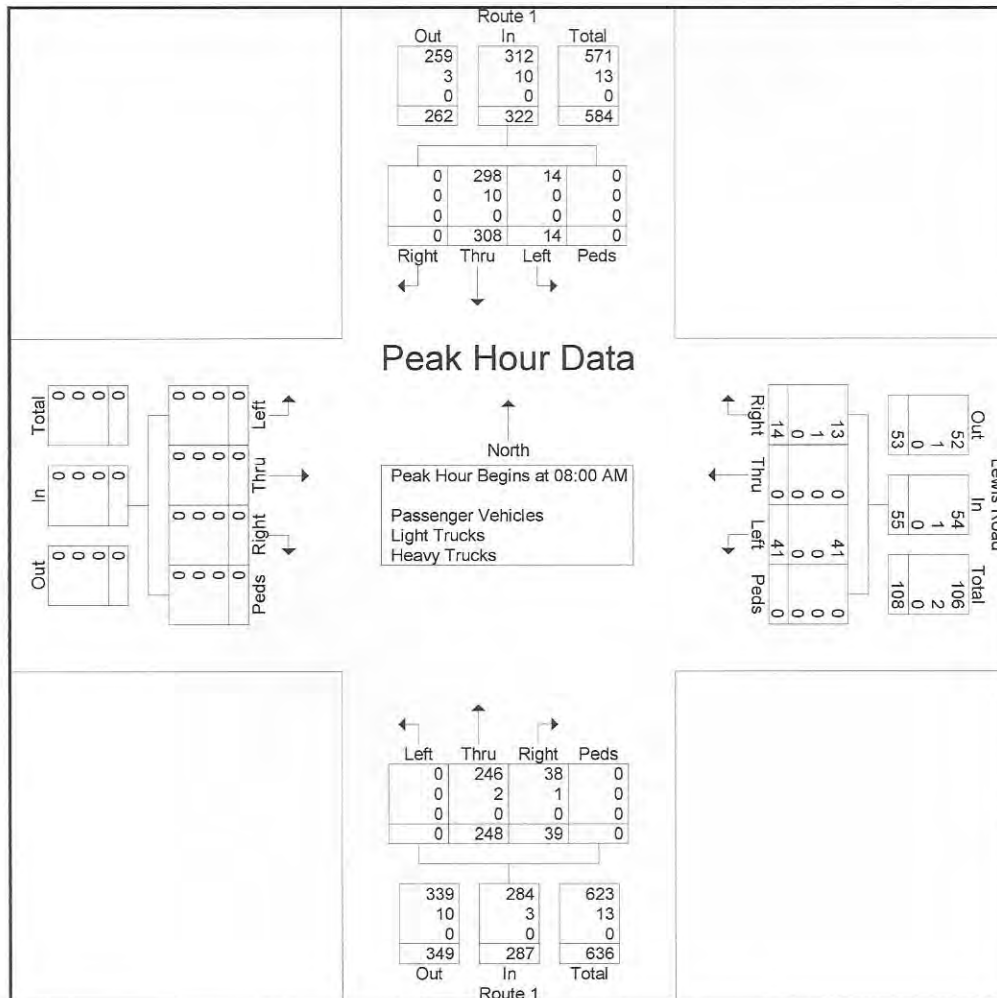 Route 1
Out In Total
259 312 571
3 10 13
0 0 0
262 322 584
0 298 14 0
0 10 0 0
0 0 0 0
0 308 14 0
Right Thru Left Peds
Peak Hour Data
North
Peak Hour Begins at 08:00 AM
Passenger Vehicles
Light Trucks
Heavy Trucks
Total
0 0 0 0
In
0 0 0 0
Out
0 0 0 0
Left
0 0 0 0
Thru
0 0 0 0
Right
0 0 0 0
Peds
0 0 0 0
Right
13 1 0 14
Thru
0 0 0 0
Left
41 0 0 41
Peds
0 0 0 0
Lewis Road
Out
52 1 0 53
In
54 1 0 55
Total
106 2 0 108
Left Thru Right Peds
0 246 38 0
0 2 1 0
0 0 0 0
0 248 39 0
339 284 623
10 3 13
0 0 0
349 287 636
Out In Total
Route 1